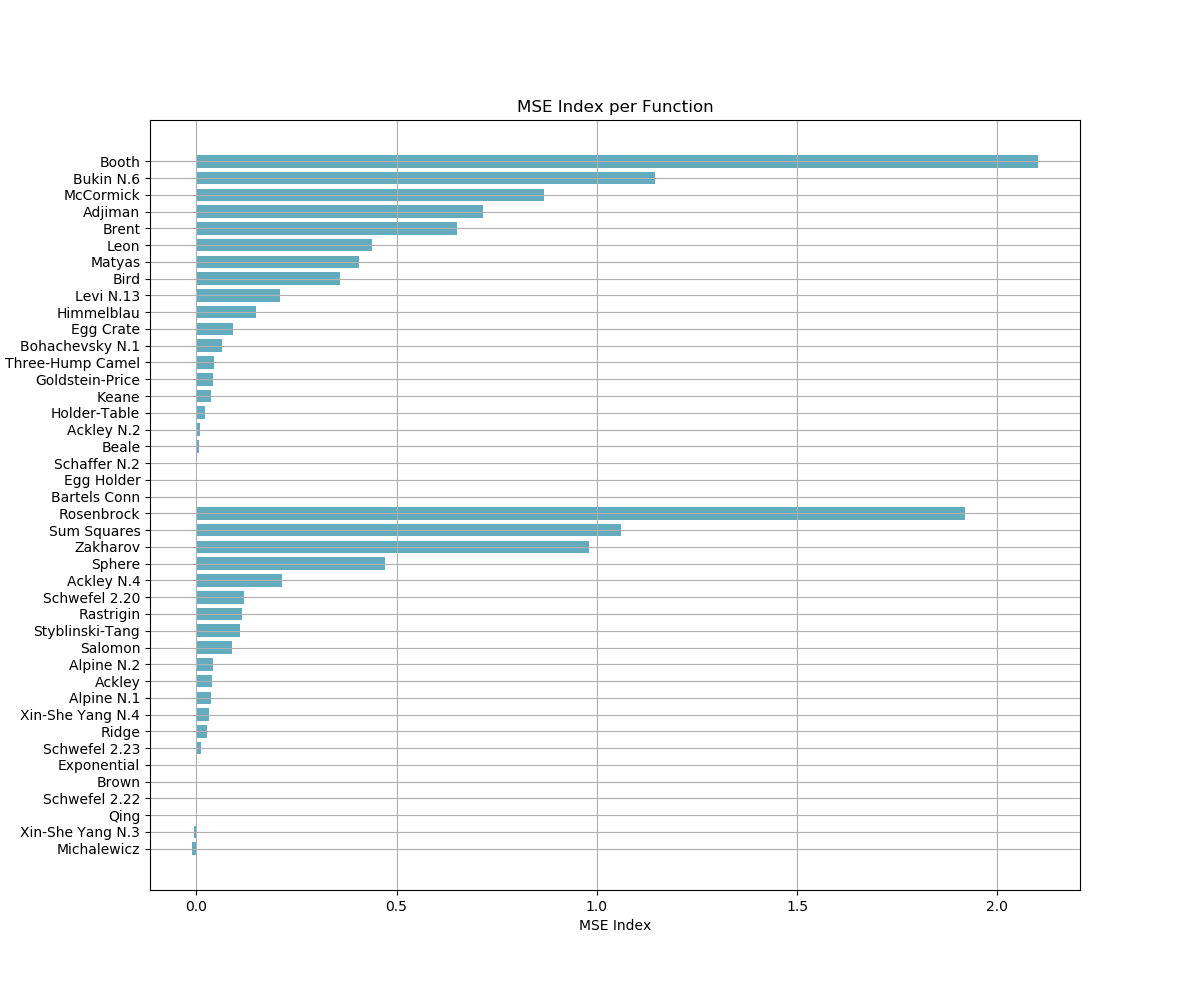 MSE Index per Function
Booth
Bukin N.6
McCormick
Adjiman
Brent
Leon
Matyas
Bird
Levi N.13
Himmelblau
Egg Crate
Bohachevsky N.1
Three-Hump Camel
Goldstein-Price
Keane
Holder-Table
Ackley N.2
Beale
Schaffer N.2
Egg Holder
Bartels Conn
Rosenbrock
Sum Squares
Zakharov
Sphere
Ackley N.4
Schwefel 2.20
Rastrigin
Styblinski-Tang
Salomon
Alpine N.2
Ackley
Alpine N.1
Xin-She Yang N.4
Ridge
Schwefel 2.23
Exponential
Brown
Schwefel 2.22
Qing
Xin-She Yang N.3
Michalewicz
0.0 0.5 1.0 1.5 2.0
MSE Index